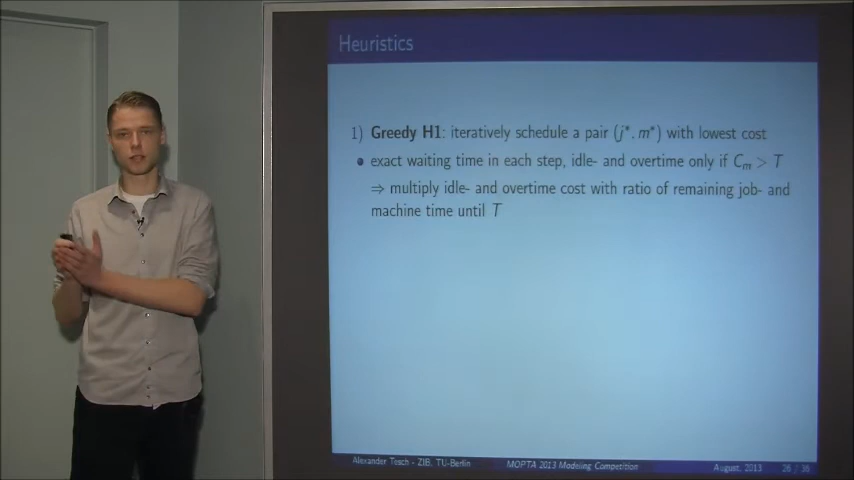 Heuristics
1) Greedy H1: iteratively schedule a pair (j*, m*) with lowest cost
• exact waiting time in each step, idle- and overtime only if Cm > T
⇒ multiply idle- and overtime cost with ratio of remaining job- and
machine time until T
Alexander Tesch - ZIB, TU-Berlin MOPTA 2013 Modeling Competition August, 2013 26 / 36